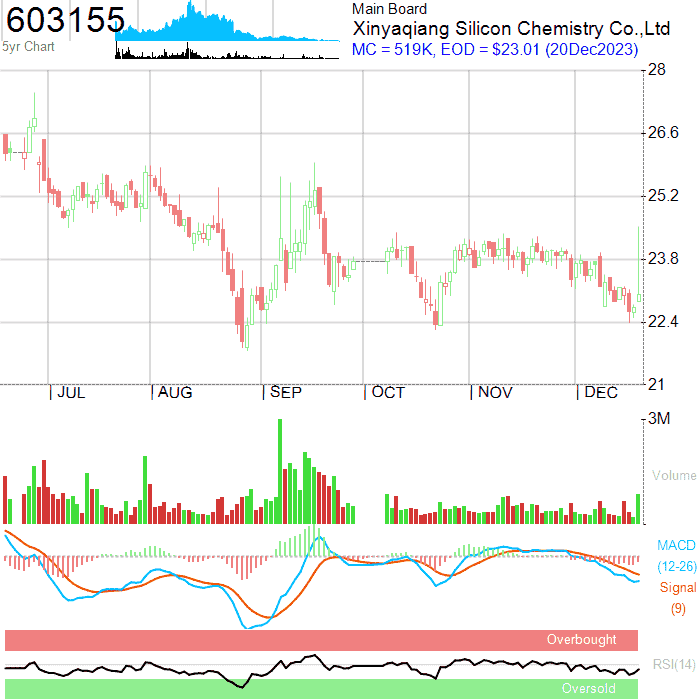 603155
5yr Chart
Main Board
Xinyaqiang Silicon Chemistry Co.,Ltd
MC = 519K, EOD = $23.01 (20Dec2023)
28
26.6
25.2
23.8
22.4
21
JUL AUG SEP OCT NOV DEC
3M
Volume
MACD
(12-26)
Signal
(9)
Overbought
RSI(14)
Oversold